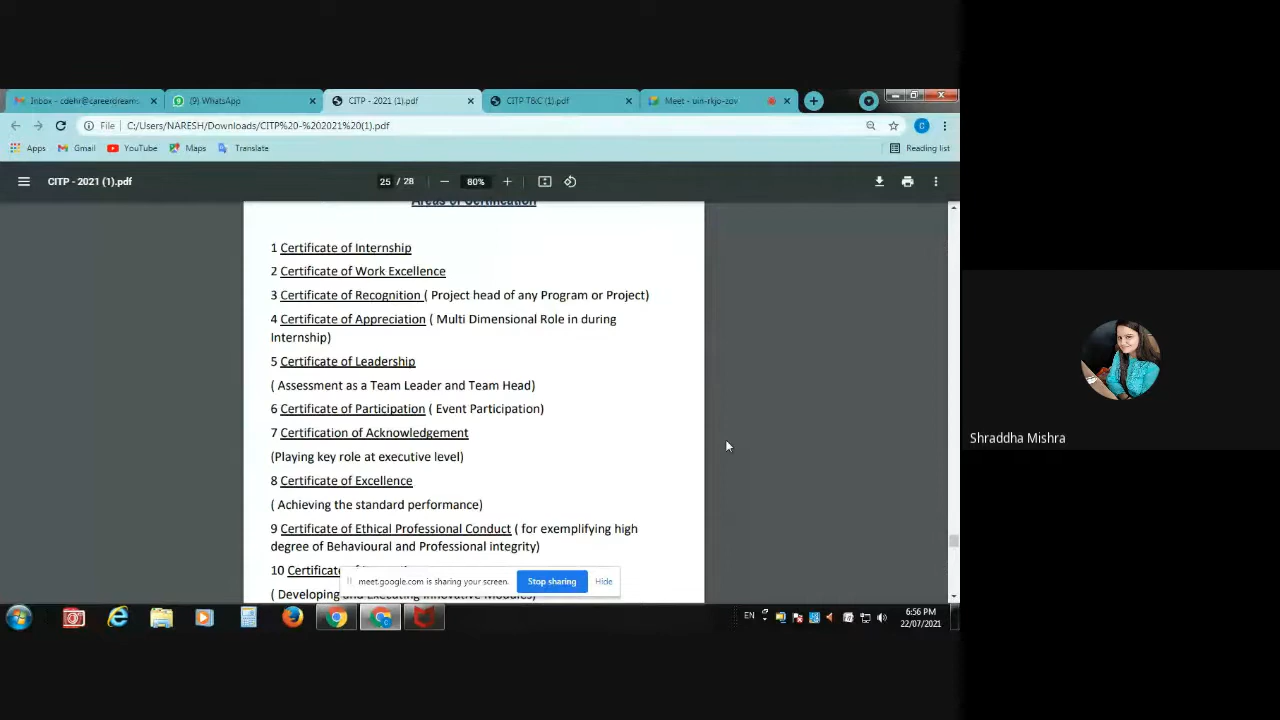 Inbox - cdehr@careerdream
(9) WhatsApp
CITP - 2021 (1).pdf
CITP T&C (1).pdf
Meet - uin-rkjo-zov
File
C:/Users/NARESH/Downloads/CITP%20-%202021%20(1).pdf
Apps
Gmail
YouTube
Maps
Translate
Reading list
CITP - 2021 (1).pdf
25 / 28
80%
Areas of Certification
1 Certificate of Internship
2 Certificate of Work Excellence
3 Certificate of Recognition ( Project head of any Program or Project)
4 Certificate of Appreciation ( Multi Dimensional Role in during
Internship)
5 Certificate of Leadership
( Assessment as a Team Leader and Team Head)
6 Certificate of Participation ( Event Participation)
7 Certification of Acknowledgement
(Playing key role at executive level)
8 Certificate of Excellence
( Achieving the standard performance)
9 Certificate of Ethical Professional Conduct ( for exemplifying high
degree of Behavioural and Professional integrity)
10 Certificate of
( Developing and Executing Innovative Modules)
meet.google.com is sharing your screen.
Stop sharing
Hide
Shraddha Mishra
EN
6:56 PM
22/07/2021